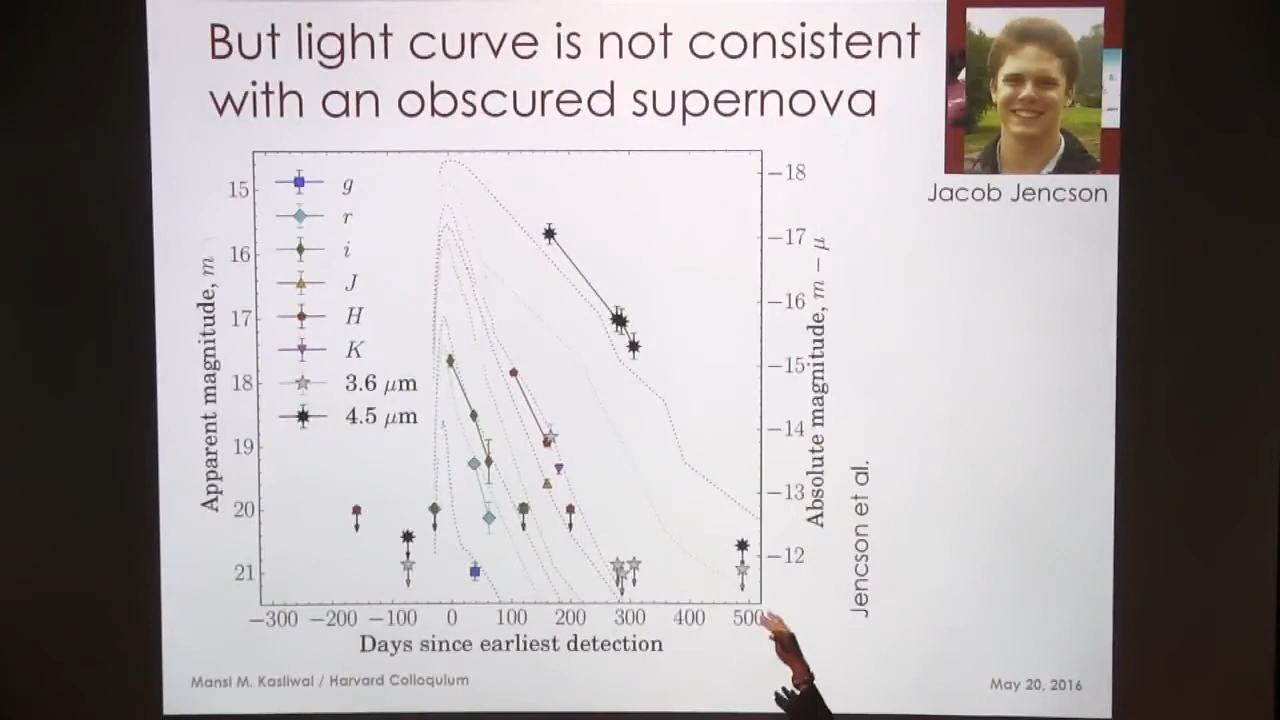 But light curve is not consistent
with an obscured supernova
Jacob Jencson
g
r
i
J
H
K
3.6 μm
4.5 μm
15
16
17
18
19
20
21
Apparent magnitude, m
−18
−17
−16
−15
−14
−13
−12
Absolute magnitude, m − μ
−300 −200 −100 0 100 200 300 400 500
Days since earliest detection
Jencson et al.
Mansi M. Kasliwal / Harvard Colloquium
May 20, 2016